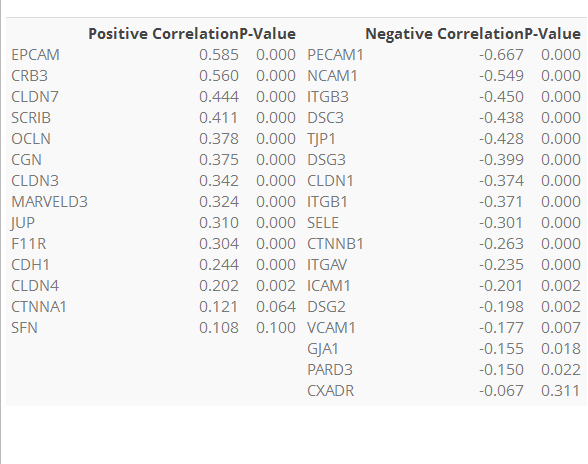 Positive Correlation P-Value Negative Correlation P-Value
EPCAM 0.585 0.000 PECAM1 -0.667 0.000
CRB3 0.560 0.000 NCAM1 -0.549 0.000
CLDN7 0.444 0.000 ITGB3 -0.450 0.000
SCRIB 0.411 0.000 DSC3 -0.438 0.000
OCLN 0.378 0.000 TJP1 -0.428 0.000
CGN 0.375 0.000 DSG3 -0.399 0.000
CLDN3 0.342 0.000 CLDN1 -0.374 0.000
MARVELD3 0.324 0.000 ITGB1 -0.371 0.000
JUP 0.310 0.000 SELE -0.301 0.000
F11R 0.304 0.000 CTNNB1 -0.263 0.000
CDH1 0.244 0.000 ITGAV -0.235 0.000
CLDN4 0.202 0.002 ICAM1 -0.201 0.002
CTNNA1 0.121 0.064 DSG2 -0.198 0.002
SFN 0.108 0.100 VCAM1 -0.177 0.007
GJA1 -0.155 0.018
PARD3 -0.150 0.022
CXADR -0.067 0.311